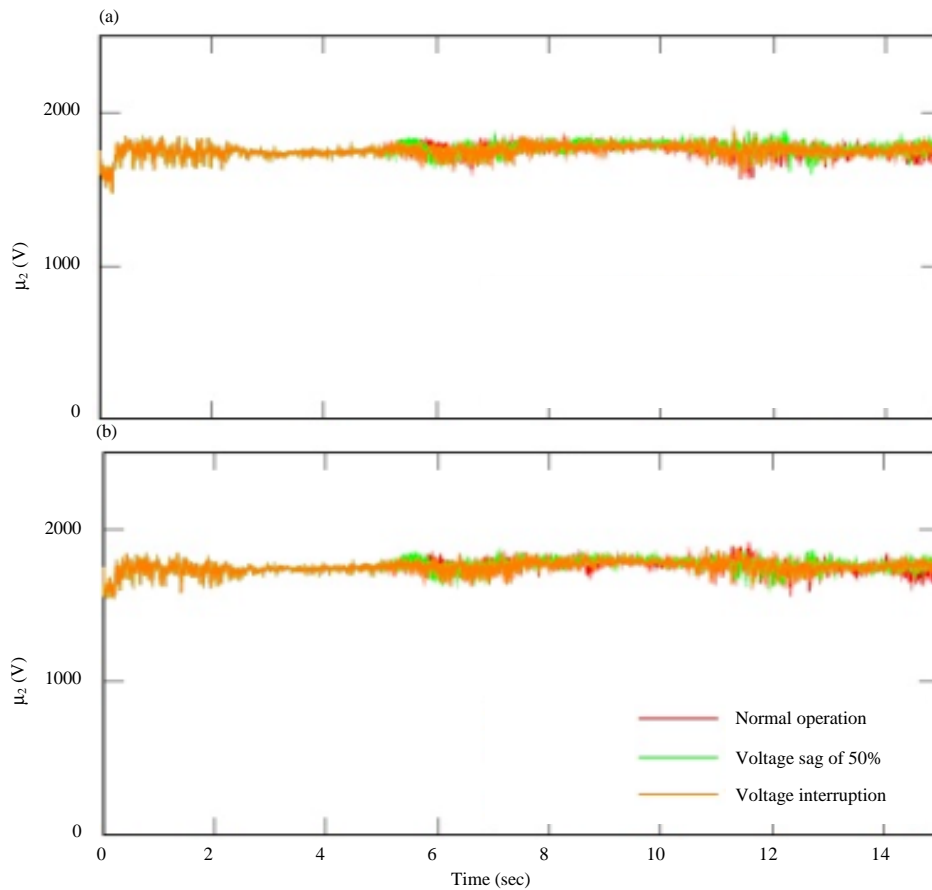 (a)
2000
1000
0
μ₂ (V)
(b)
2000
1000
0
μ₂ (V)
Normal operation
Voltage sag of 50%
Voltage interruption
0 2 4 6 8 10 12 14
Time (sec)